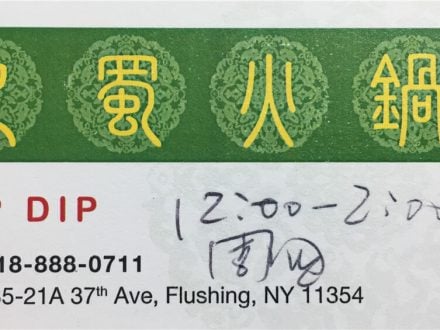 蜀火鍋
DIP 12:00-2:00
18-888-0711 周
5-21A 37th Ave, Flushing, NY 11354